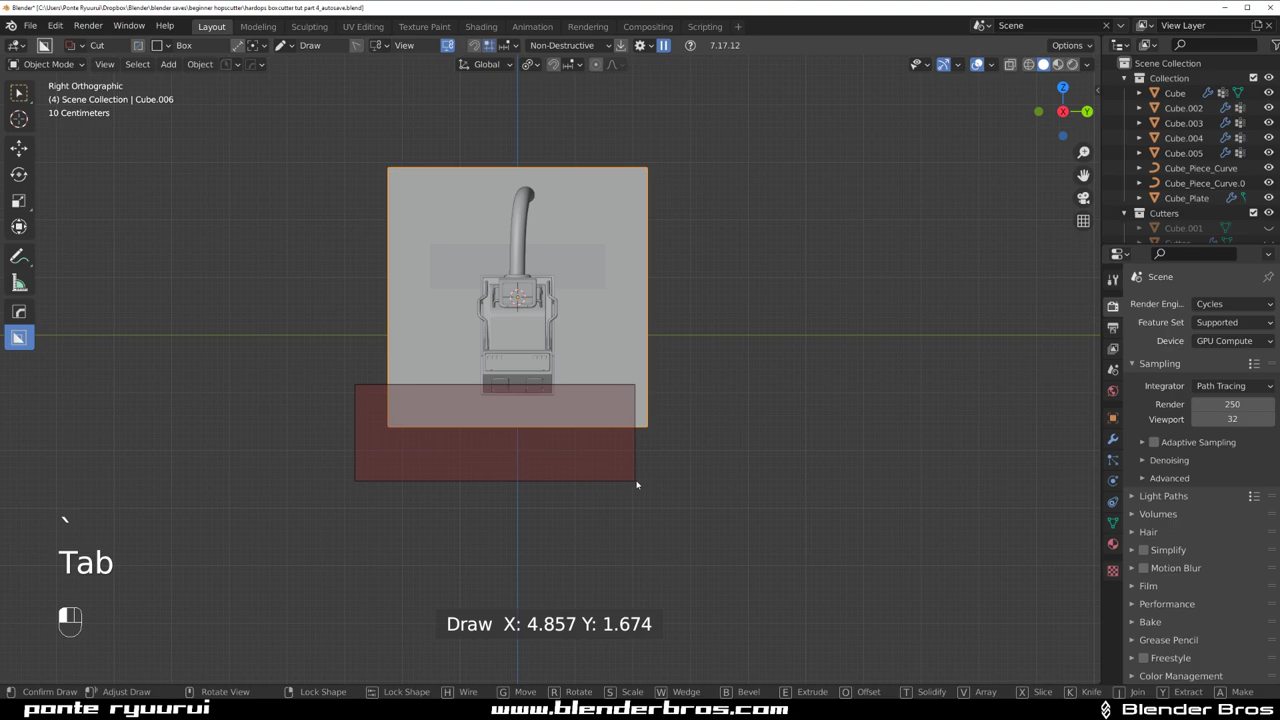 Blender* [C:\Users\Ponte Ryuurui\Dropbox\Blender\blender saves\beginner hopscutter\hardops boxcutter tut part 4_autosave.blend]
File Edit Render Window Help Layout Modeling Sculpting UV Editing Texture Paint Shading Animation Rendering Compositing Scripting Scene View Layer
Cut Box Draw View Non-Destructive 7.17.12 Options
Object Mode View Select Add Object Global
Right Orthographic
(4) Scene Collection | Cube.006
10 Centimeters
Z
X Y
Scene Collection
Collection
Cube
Cube.002
Cube.003
Cube.004
Cube.005
Cube_Piece_Curve
Cube_Piece_Curve.0
Cube_Plate
Cutters
Cube.001
Scene
Render Engi... Cycles
Feature Set Supported
Device GPU Compute
Sampling
Integrator Path Tracing
Render 250
Viewport 32
Adaptive Sampling
Denoising
Advanced
Light Paths
Volumes
Hair
Simplify
Motion Blur
Film
Performance
Bake
Grease Pencil
Freestyle
Color Management
`
Tab
Draw X: 4.857 Y: 1.674
Confirm Draw Adjust Draw Rotate View Lock Shape Lock Shape H Wire G Move R Rotate S Scale W Wedge B Bevel E Extrude O Offset T Solidify V Array X Slice K Knife J Join Y Extract A Make
ponte ryuurui www.blenderbros.com Blender Bros